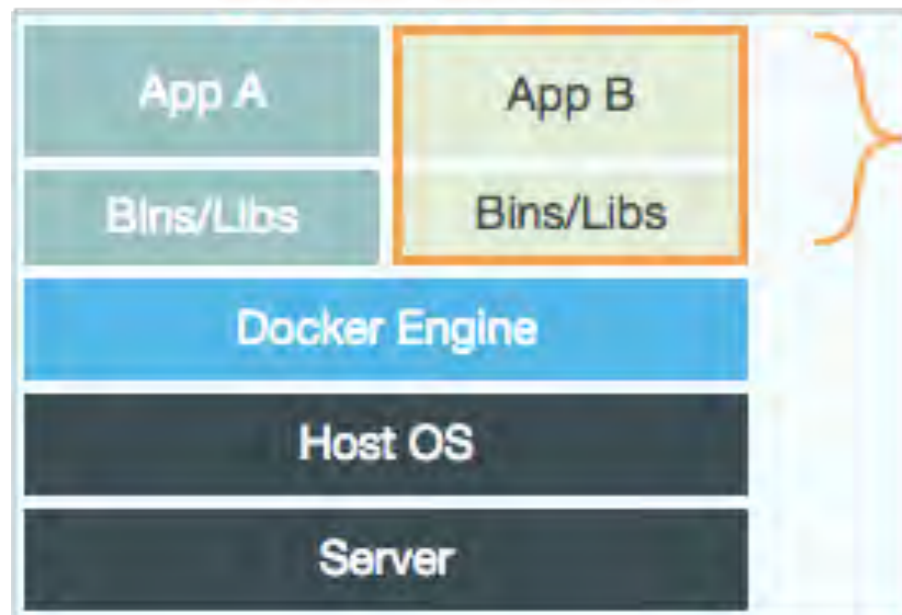 App A
App B
Bins/Libs
Bins/Libs
Docker Engine
Host OS
Server